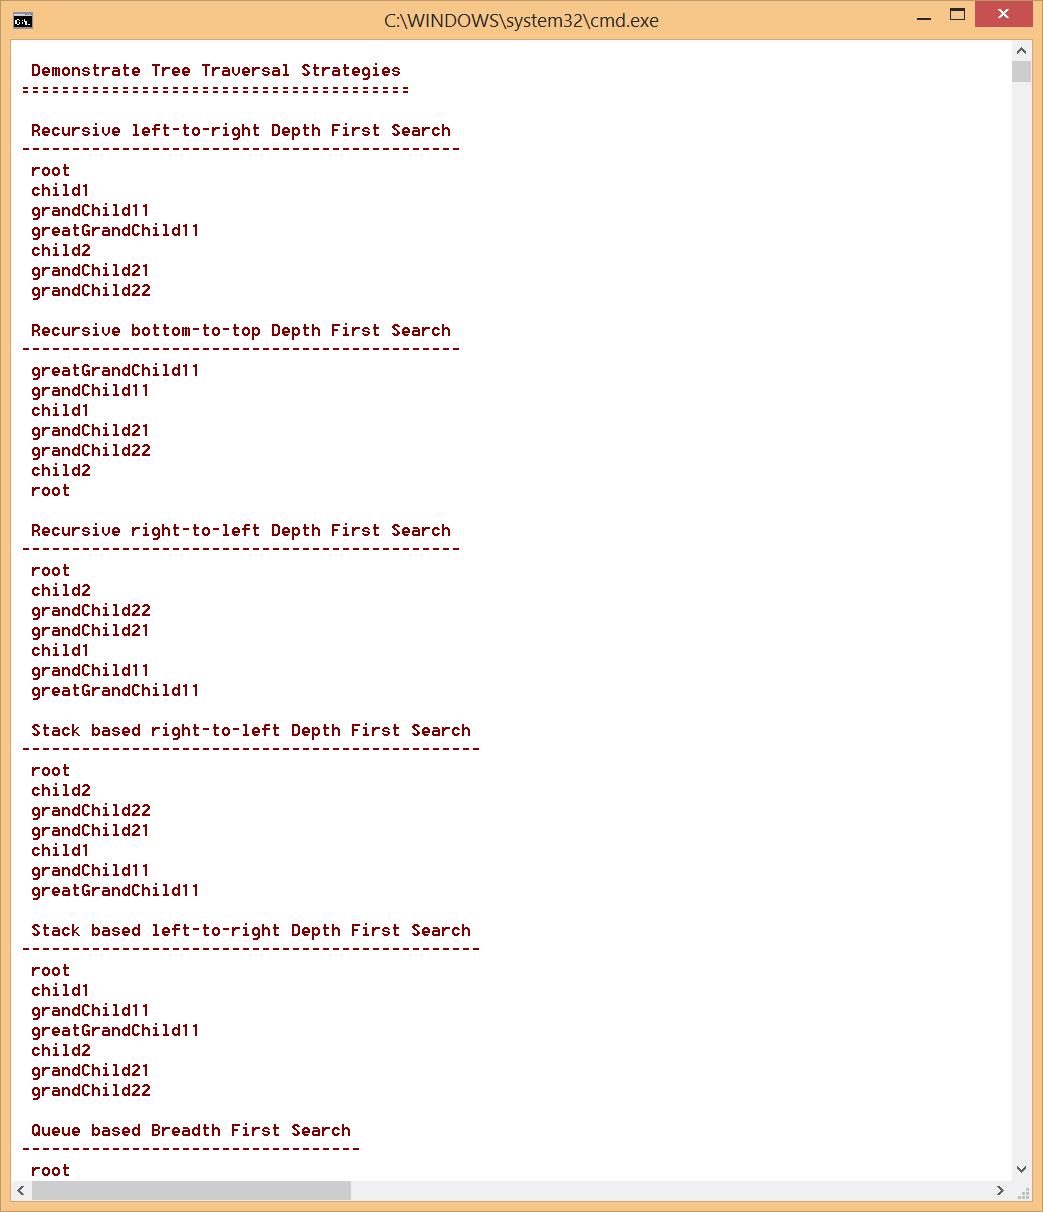 C:\WINDOWS\system32\cmd.exe
Demonstrate Tree Traversal Strategies
=======================================
Recursive left-to-right Depth First Search
--------------------------------------------
root
child1
grandChild11
greatGrandChild11
child2
grandChild21
grandChild22
Recursive bottom-to-top Depth First Search
--------------------------------------------
greatGrandChild11
grandChild11
child1
grandChild21
grandChild22
child2
root
Recursive right-to-left Depth First Search
--------------------------------------------
root
child2
grandChild22
grandChild21
child1
grandChild11
greatGrandChild11
Stack based right-to-left Depth First Search
----------------------------------------------
root
child2
grandChild22
grandChild21
child1
grandChild11
greatGrandChild11
Stack based left-to-right Depth First Search
----------------------------------------------
root
child1
grandChild11
greatGrandChild11
child2
grandChild21
grandChild22
Queue based Breadth First Search
----------------------------------
root